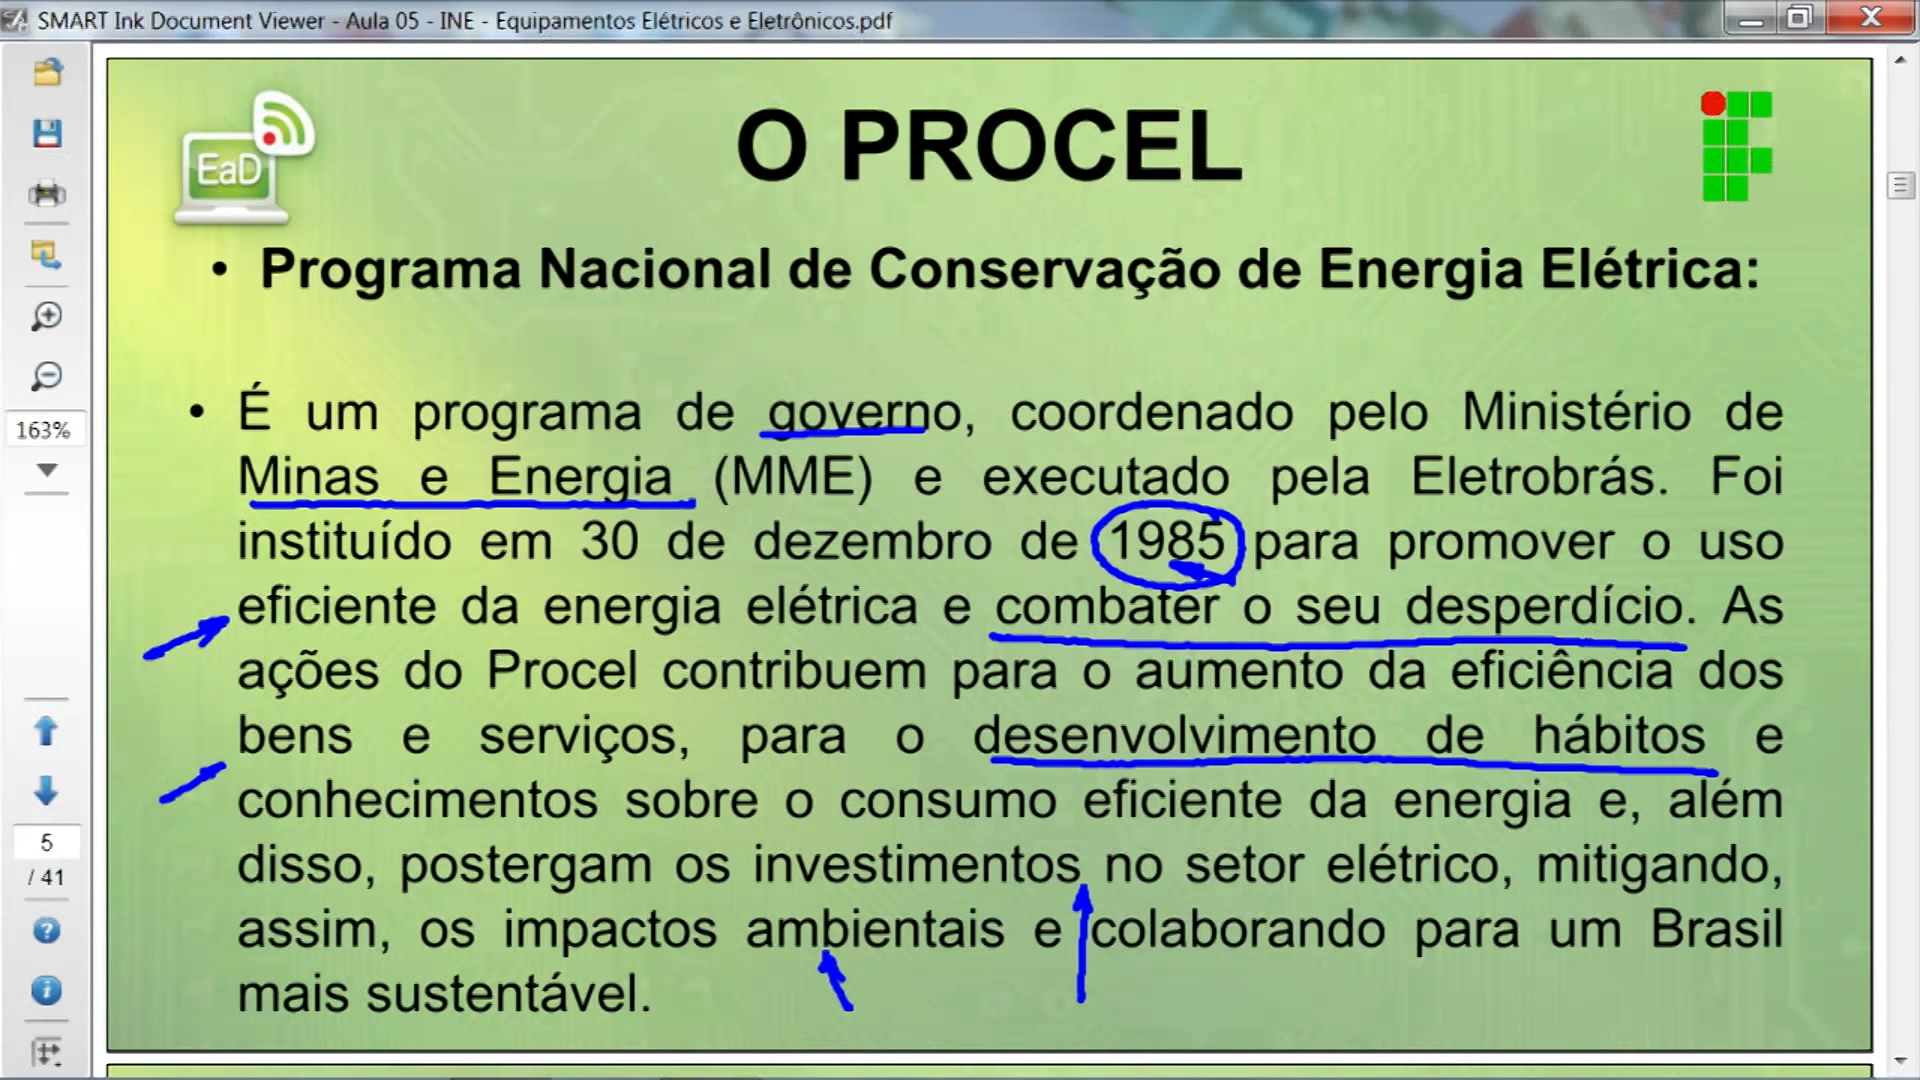 SMART Ink Document Viewer - Aula 05 - INE - Equipamentos Elétricos e Eletrônicos.pdf
EaD
O PROCEL
• Programa Nacional de Conservação de Energia Elétrica:
• É um programa de governo, coordenado pelo Ministério de
Minas e Energia (MME) e executado pela Eletrobrás. Foi
instituído em 30 de dezembro de 1985 para promover o uso
eficiente da energia elétrica e combater o seu desperdício. As
ações do Procel contribuem para o aumento da eficiência dos
bens e serviços, para o desenvolvimento de hábitos e
conhecimentos sobre o consumo eficiente da energia e, além
disso, postergam os investimentos no setor elétrico, mitigando,
assim, os impactos ambientais e colaborando para um Brasil
mais sustentável.
163%
5
/ 41